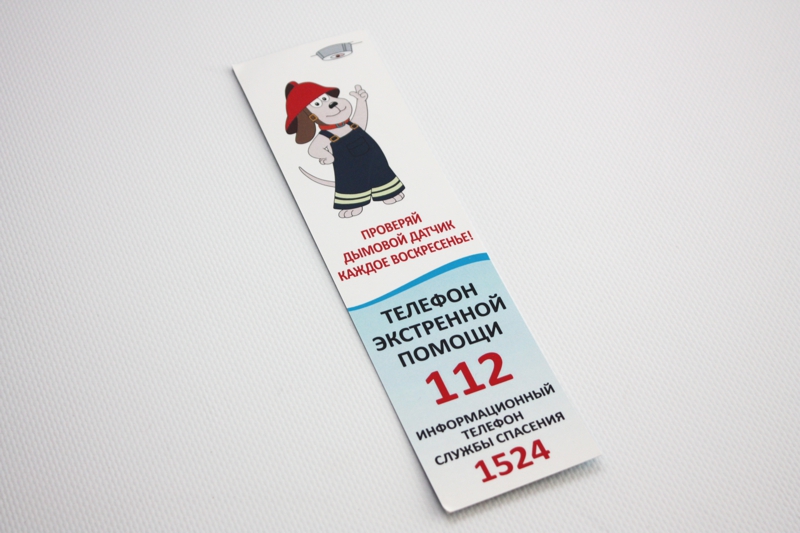 ПРОВЕРЯЙ
ДЫМОВОЙ ДАТЧИК
КАЖДОЕ ВОСКРЕСЕНЬЕ!
ТЕЛЕФОН
ЭКСТРЕННОЙ
ПОМОЩИ
112
ИНФОРМАЦИОННЫЙ
ТЕЛЕФОН
СЛУЖБЫ СПАСЕНИЯ
1524